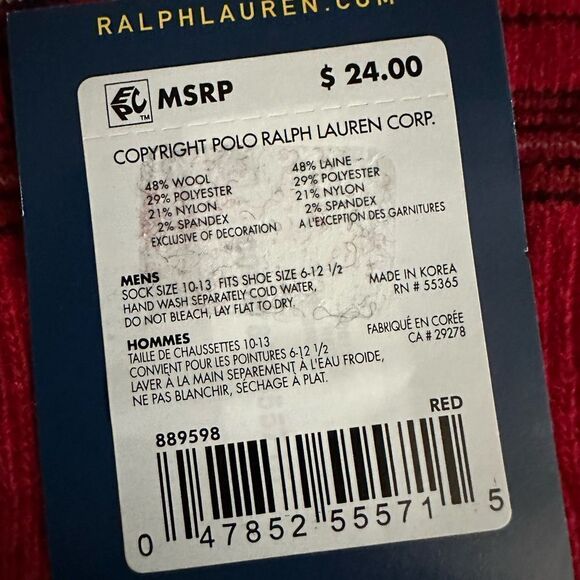 RALPHLAUREN.COM
EPC TM MSRP $ 24.00
COPYRIGHT POLO RALPH LAUREN CORP.
48% WOOL 48% LAINE
29% POLYESTER 29% POLYESTER
21% NYLON 21% NYLON
2% SPANDEX 2% SPANDEX
EXCLUSIVE OF DECORATION A L'EXCEPTION DES GARNITURES
MENS
SOCK SIZE 10-13 FITS SHOE SIZE 6-12 1/2 MADE IN KOREA
HAND WASH SEPARATELY COLD WATER, RN # 55365
DO NOT BLEACH, LAY FLAT TO DRY.
HOMMES FABRIQUÉ EN CORÉE
TAILLE DE CHAUSSETTES 10-13 CA # 29278
CONVIENT POUR LES POINTURES 6-12 1/2
LAVER À LA MAIN SEPAREMENT À L'EAU FROIDE,
NE PAS BLANCHIR, SÉCHAGE À PLAT.
889598 RED
0 47852 55571 5